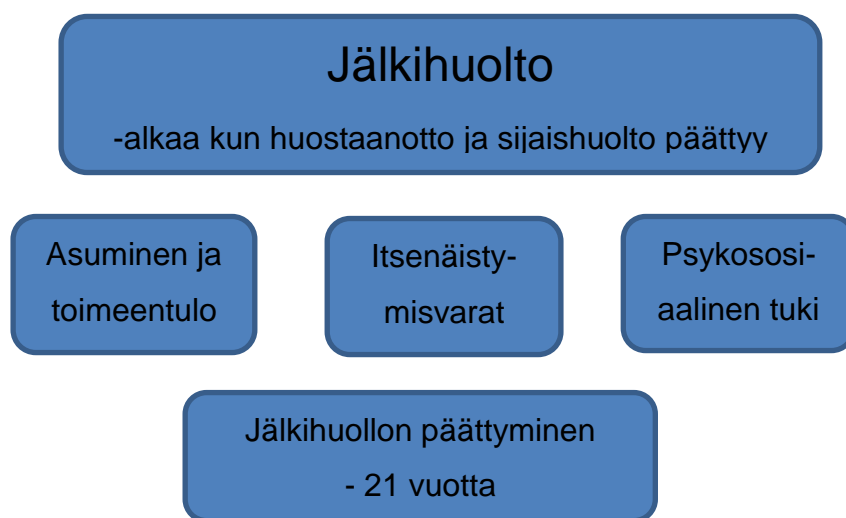 Jälkihuolto
-alkaa kun huostaanotto ja sijaishuolto päättyy
Asuminen ja
toimeentulo
Itsenäisty-
misvarat
Psykososi-
aalinen tuki
Jälkihuollon päättyminen
- 21 vuotta